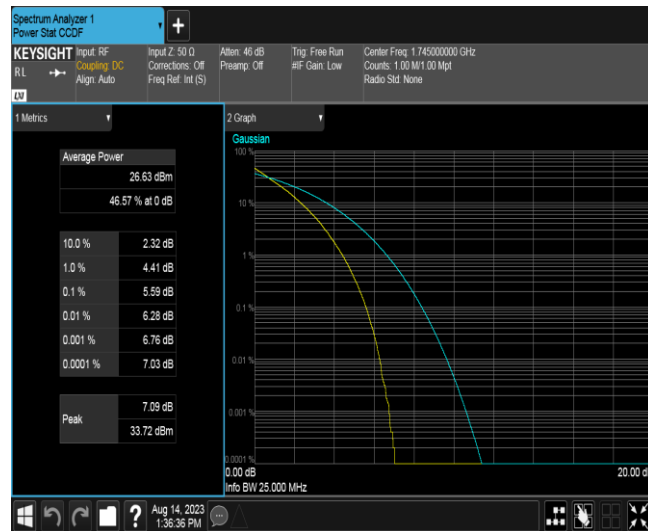 Spectrum Analyzer 1
Power Stat CCDF
+
KEYSIGHT
RL
LXI
Input: RF
Coupling: DC
Align: Auto
Input Z: 50 Ω
Corrections: Off
Freq Ref: Int (S)
Atten: 46 dB
Preamp: Off
Trig: Free Run
#IF Gain: Low
Center Freq: 1.745000000 GHz
Counts: 1.00 M/1.00 Mpt
Radio Std: None
1 Metrics
Average Power
26.63 dBm
46.57 % at 0 dB
10.0 % 2.32 dB
1.0 % 4.41 dB
0.1 % 5.59 dB
0.01 % 6.28 dB
0.001 % 6.76 dB
0.0001 % 7.03 dB
Peak
7.09 dB
33.72 dBm
2 Graph
Gaussian
100 %
10 %
1 %
0.1 %
0.01 %
0.001 %
0.0001 %
0.00 dB
20.00 d
Info BW 25.000 MHz
?
Aug 14, 2023
1:36:36 PM